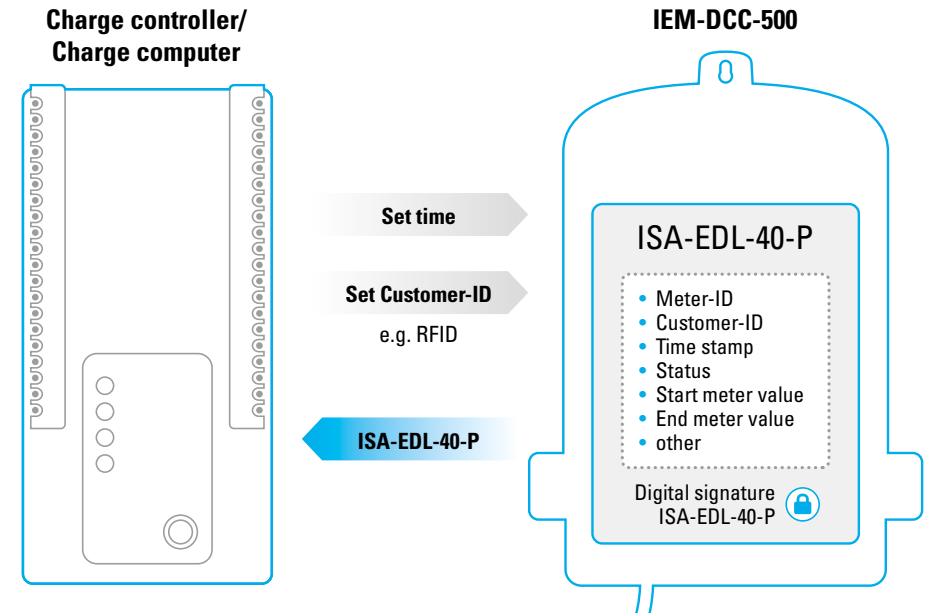 Charge controller/
Charge computer
IEM-DCC-500
Set time
Set Customer-ID
e.g. RFID
ISA-EDL-40-P
ISA-EDL-40-P
• Meter-ID
• Customer-ID
• Time stamp
• Status
• Start meter value
• End meter value
• other
Digital signature
ISA-EDL-40-P